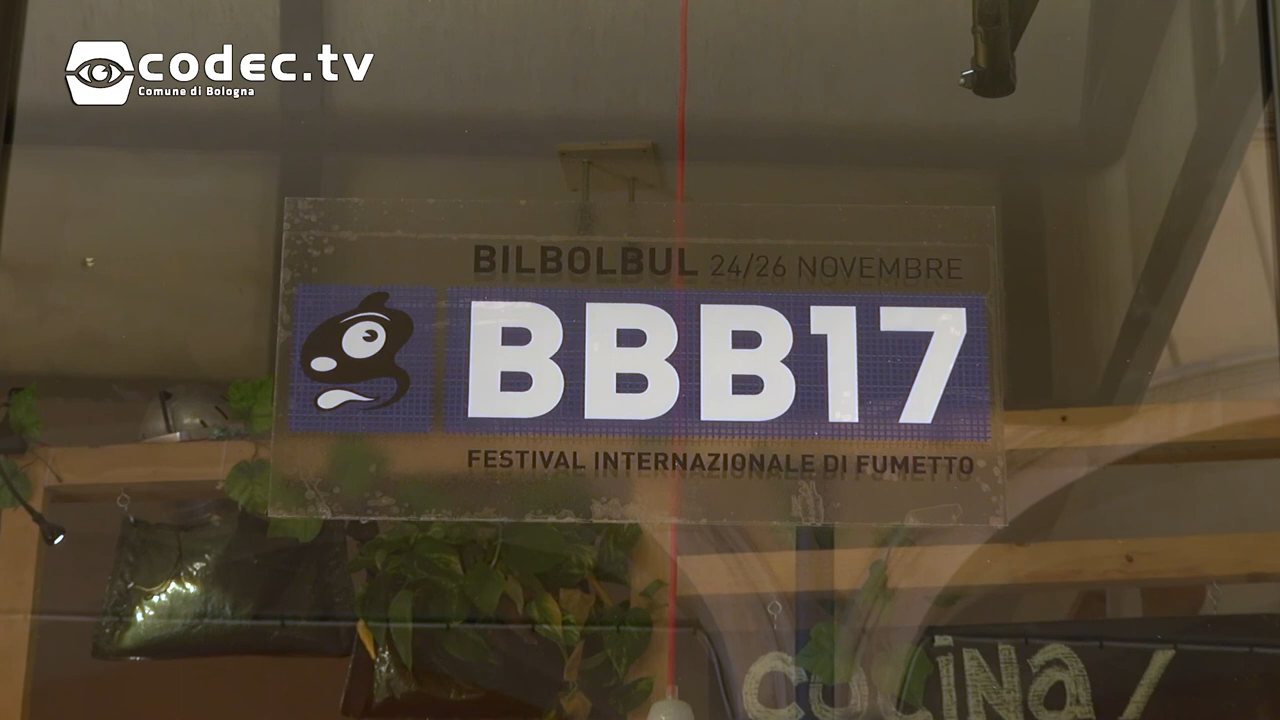 codec.tv
Comune di Bologna
BILBOLBUL 24/26 NOVEMBRE
BBB17
FESTIVAL INTERNAZIONALE DI FUMETTO
CUCINA/